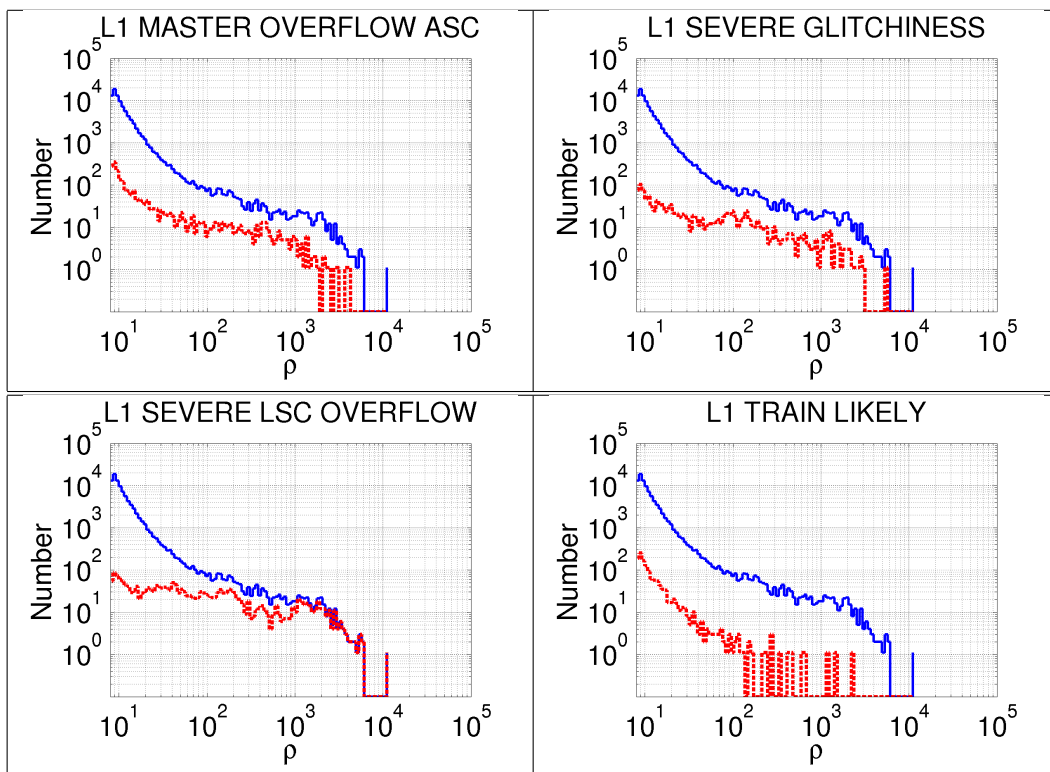 L1 MASTER OVERFLOW ASC
10^5
10^4
10^3
10^2
10^1
10^0
Number
10^1 10^2 10^3 10^4 10^5
ρ
L1 SEVERE GLITCHINESS
10^5
10^4
10^3
10^2
10^1
10^0
Number
10^1 10^2 10^3 10^4 10^5
ρ
L1 SEVERE LSC OVERFLOW
10^5
10^4
10^3
10^2
10^1
10^0
Number
10^1 10^2 10^3 10^4 10^5
ρ
L1 TRAIN LIKELY
10^5
10^4
10^3
10^2
10^1
10^0
Number
10^1 10^2 10^3 10^4 10^5
ρ